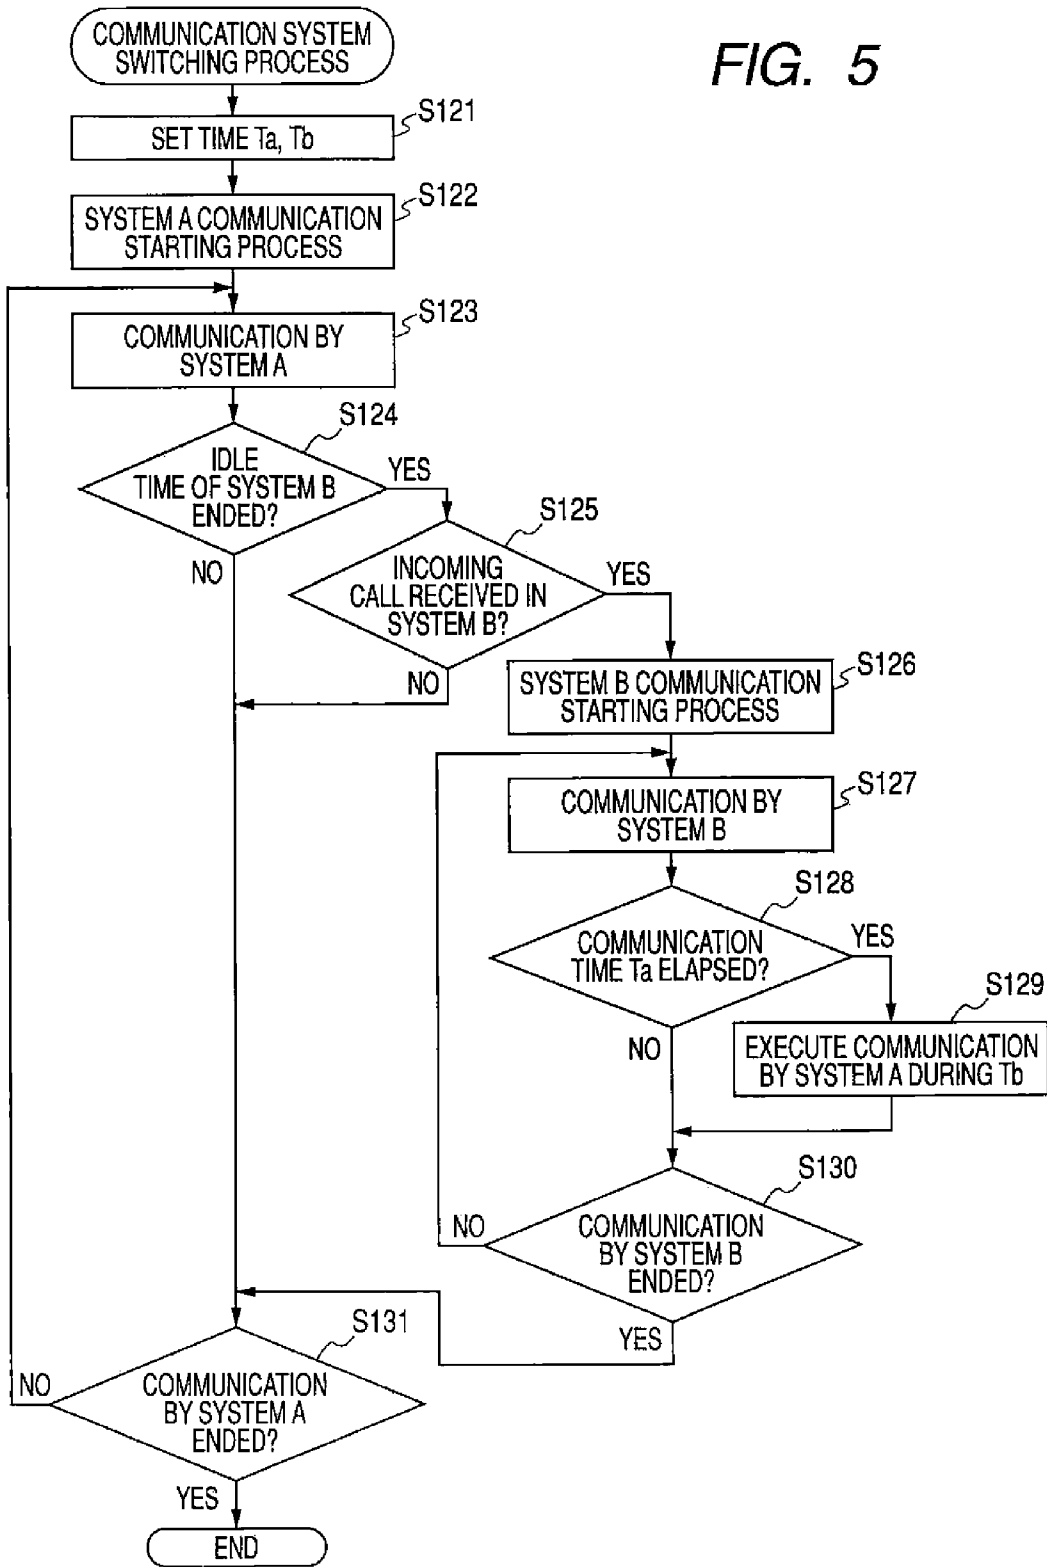 COMMUNICATION SYSTEM
SWITCHING PROCESS
FIG. 5
S121
SET TIME Ta, Tb
S122
SYSTEM A COMMUNICATION
STARTING PROCESS
S123
COMMUNICATION BY
SYSTEM A
S124
IDLE
TIME OF SYSTEM B
ENDED?
YES
NO
S125
INCOMING
CALL RECEIVED IN
SYSTEM B?
YES
NO
S126
SYSTEM B COMMUNICATION
STARTING PROCESS
S127
COMMUNICATION BY
SYSTEM B
S128
COMMUNICATION
TIME Ta ELAPSED?
YES
NO
S129
EXECUTE COMMUNICATION
BY SYSTEM A DURING Tb
S130
COMMUNICATION
BY SYSTEM B
ENDED?
NO
YES
S131
COMMUNICATION
BY SYSTEM A
ENDED?
NO
YES
END